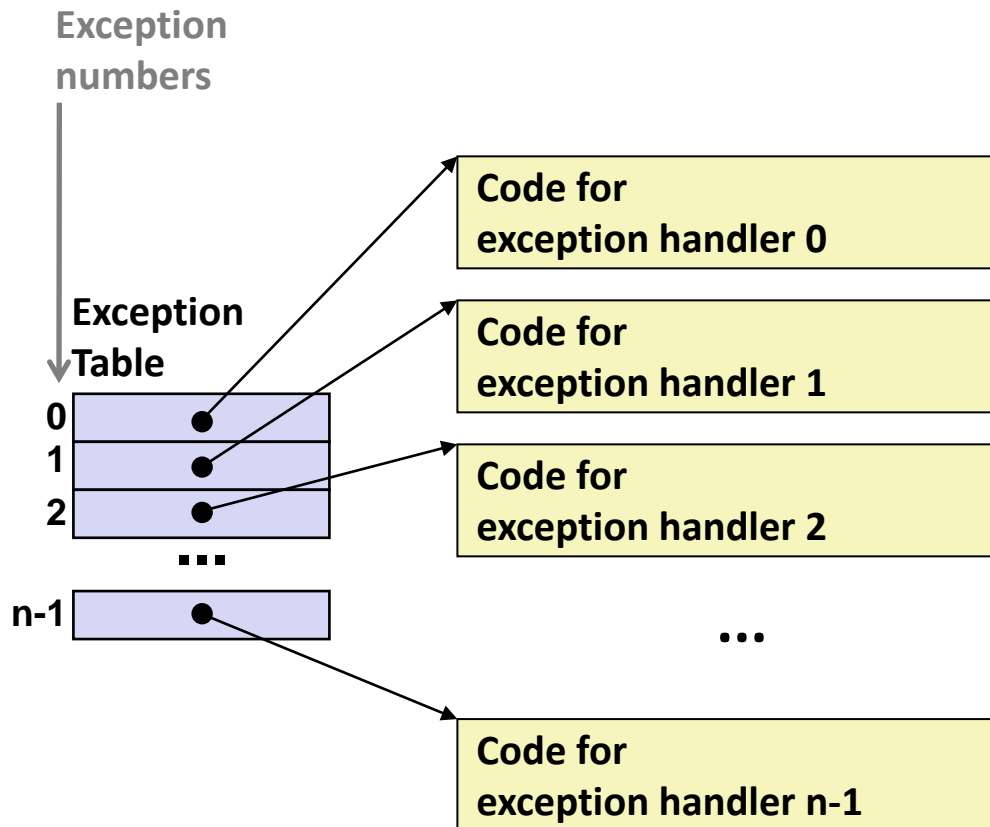 Exception
numbers
Exception
Table
0
1
2
...
n-1
Code for
exception handler 0
Code for
exception handler 1
Code for
exception handler 2
...
Code for
exception handler n-1